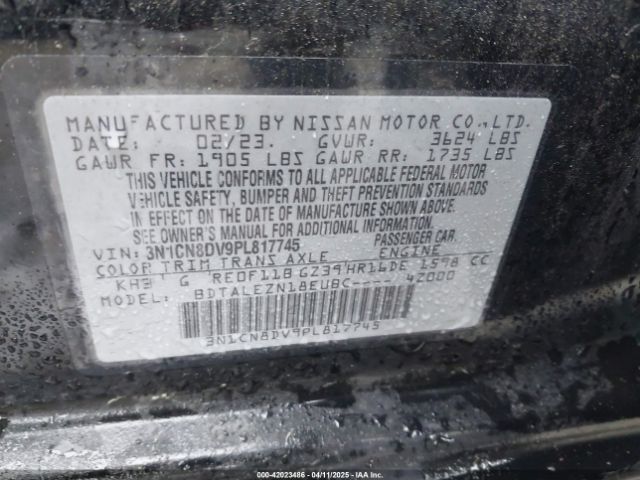 MANUFACTURED BY NISSAN MOTOR CO.,LTD.
DATE: 02/23. GVWR: 3624 LBS
GAWR FR: 1905 LBS GAWR RR: 1735 LBS
THIS VEHICLE CONFORMS TO ALL APPLICABLE FEDERAL MOTOR
VEHICLE SAFETY, BUMPER AND THEFT PREVENTION STANDARDS
IN EFFECT ON THE DATE OF MANUFACTURE SHOWN ABOVE.
SEE OWNER'S MANUAL FOR ADDITIONAL INFORMATION.
VIN: 3N1CN8DV9PL817745 PASSENGER CAR
COLOR TRIM TRANS AXLE ENGINE
KH3 G RE0F11B GZ39 HR16DE 1598 CC
MODEL: BDTALEZN18EUBC---- 42000
3N1CN8DV9PL817745
000-42023486 - 04/11/2025 - IAAI.COM